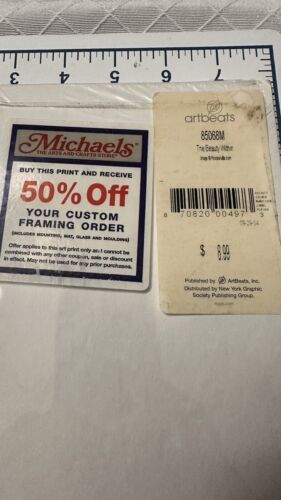 7 6 5 4 3
Michaels®
THE ARTS AND CRAFTS STORE®
BUY THIS PRINT AND RECEIVE
50% Off
YOUR CUSTOM
FRAMING ORDER
(INCLUDES MOUNTING, MAT, GLASS AND MOULDING)
Offer applies to this art print only and cannot be
combined with any other coupon, sale or discount
in effect. May not be used for any prior purchases.
artbeats
85068M
The Beauty Within
8 70820 00497 3
$ 8.99
Published by ArtBeats, Inc.
Distributed by New York Graphic
Society Publishing Group.